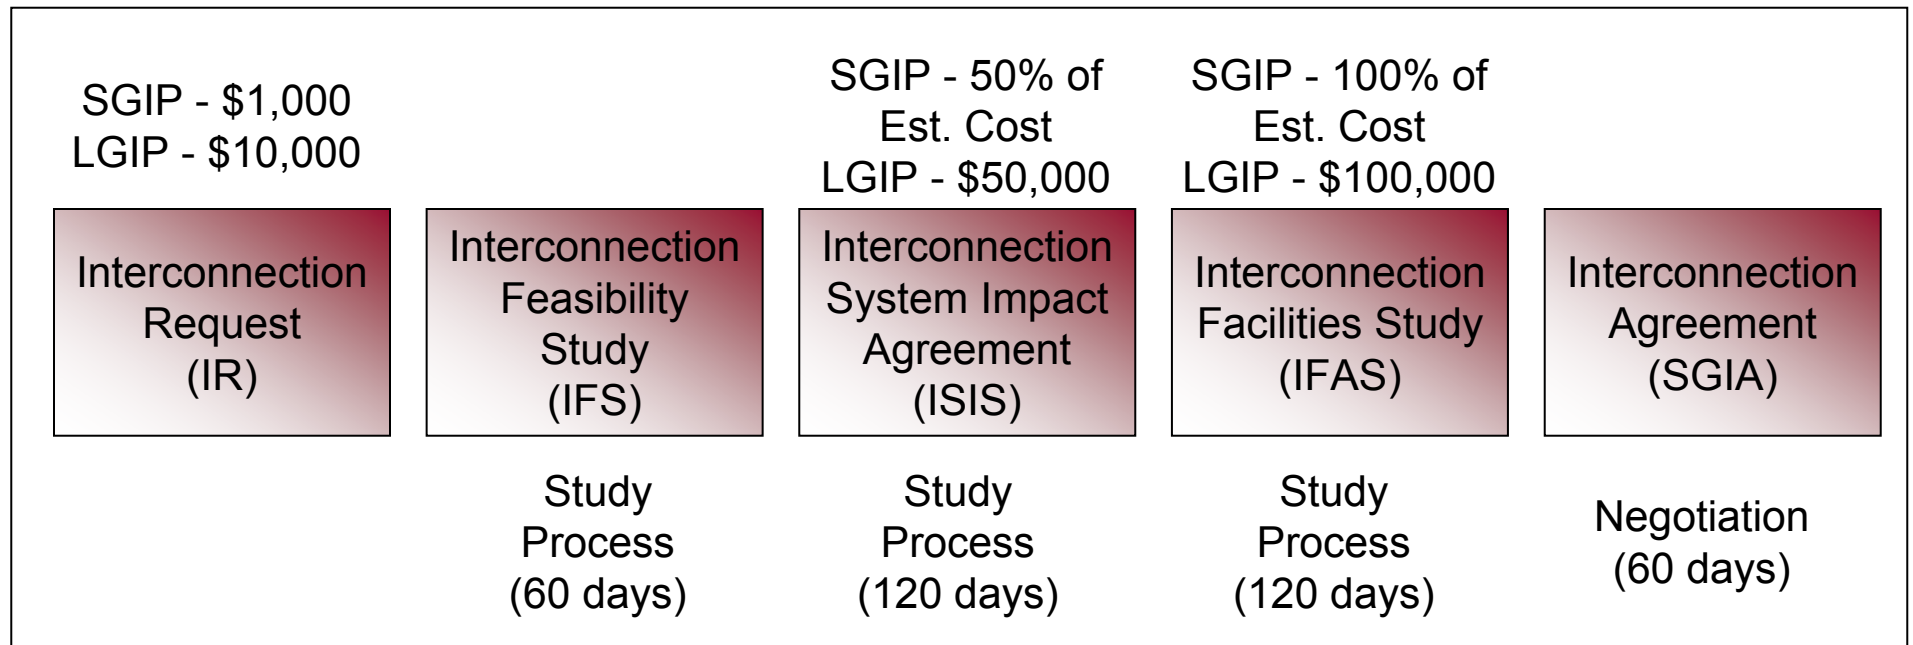 SGIP - $1,000
LGIP - $10,000
SGIP - 50% of
Est. Cost
LGIP - $50,000
SGIP - 100% of
Est. Cost
LGIP - $100,000
Interconnection
Request
(IR)
Interconnection
Feasibility
Study
(IFS)
Interconnection
System Impact
Agreement
(ISIS)
Interconnection
Facilities Study
(IFAS)
Interconnection
Agreement
(SGIA)
Study
Process
(60 days)
Study
Process
(120 days)
Study
Process
(120 days)
Negotiation
(60 days)